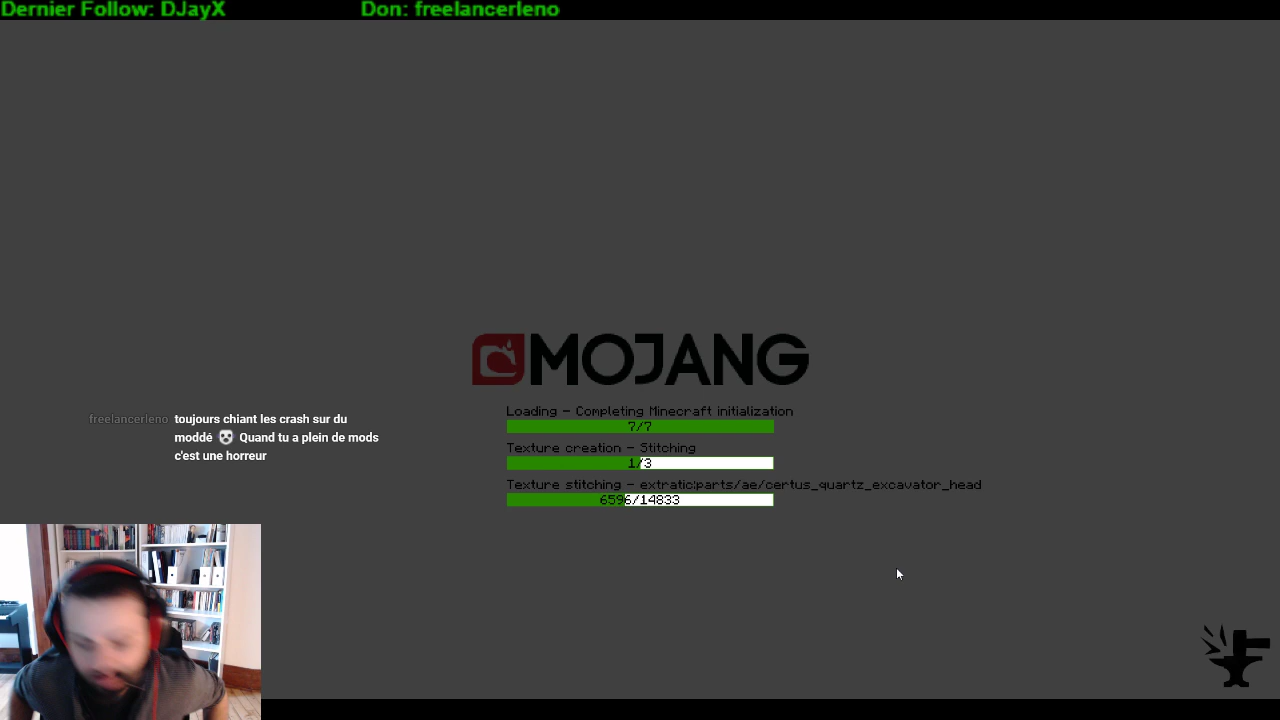 Dernier Follow: DJayX Don: freelancerleno
MOJANG
Loading - Completing Minecraft initialization
7/7
Texture creation - Stitching
1/3
Texture stitching - extratic:parts/ae/certus_quartz_excavator_head
6596/14833
freelancerleno toujours chiant les crash sur du
moddé 💀 Quand tu a plein de mods
c'est une horreur